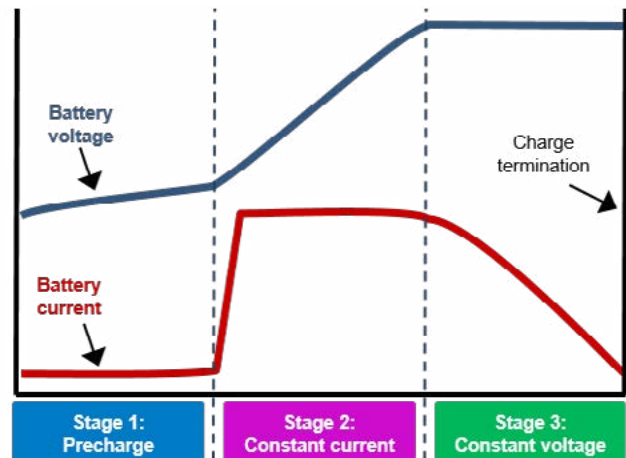 Battery
voltage
Charge
termination
Battery
current
Stage 1:
Precharge
Stage 2:
Constant current
Stage 3:
Constant voltage